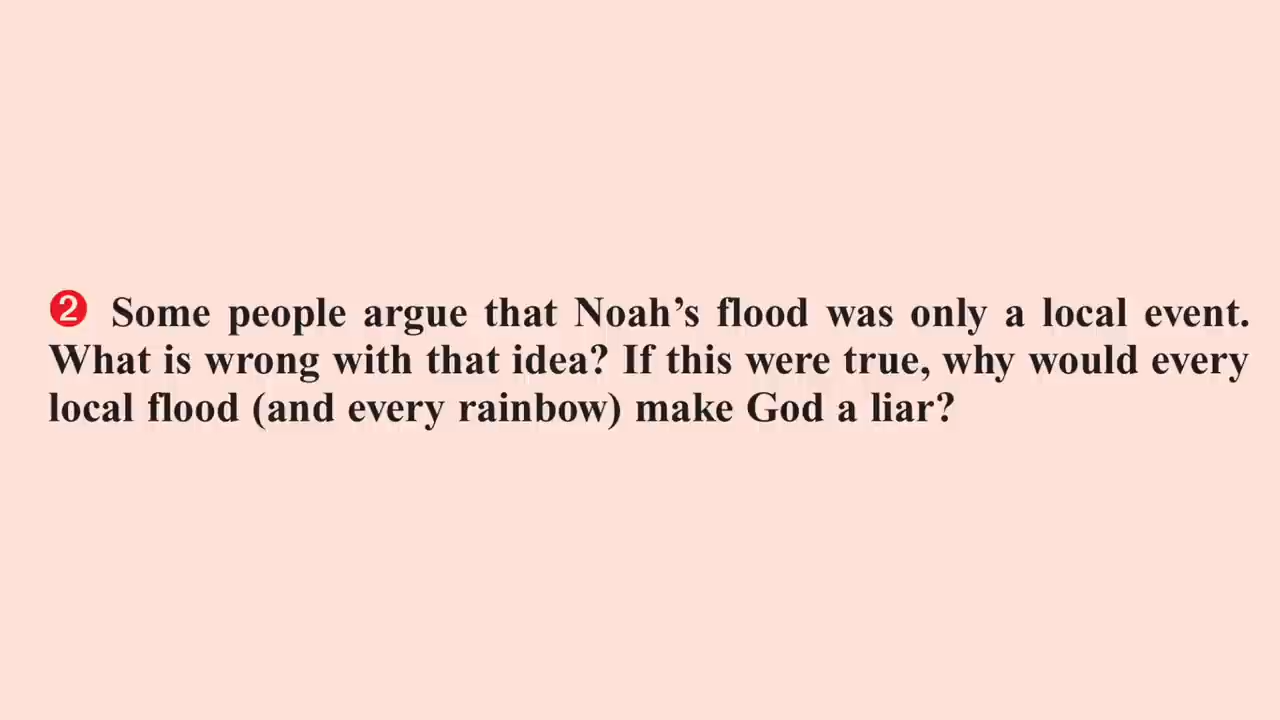 ❷ Some people argue that Noah’s flood was only a local event.
What is wrong with that idea? If this were true, why would every
local flood (and every rainbow) make God a liar?